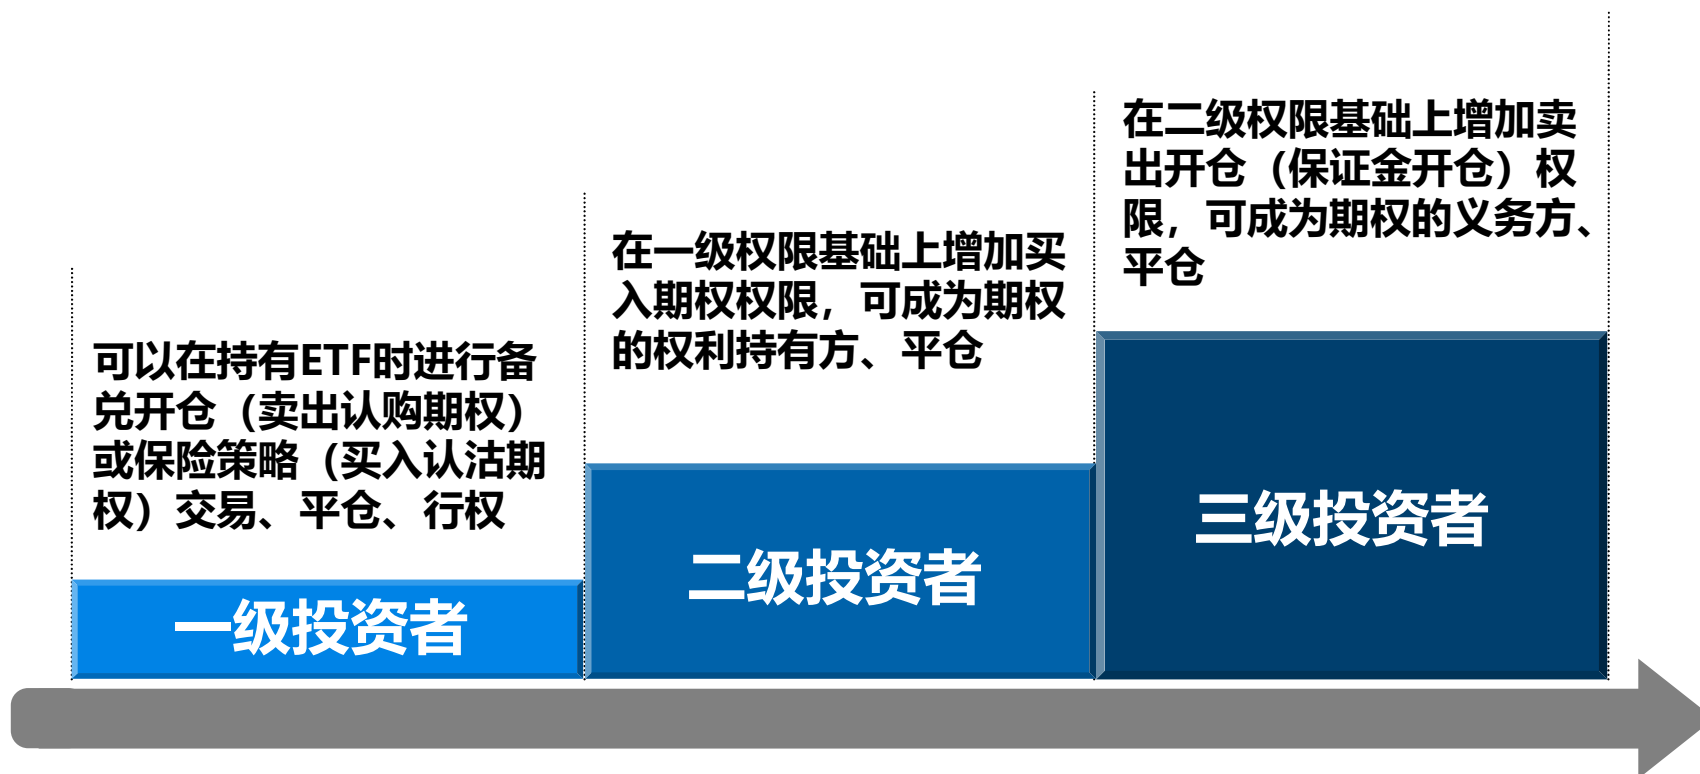 可以在持有ETF时进行备
兑开仓（卖出认购期权）
或保险策略（买入认沽期
权）交易、平仓、行权
一级投资者
在一级权限基础上增加买
入期权权限，可成为期权
的权利持有方、平仓
二级投资者
在二级权限基础上增加卖
出开仓（保证金开仓）权
限，可成为期权的义务方、
平仓
三级投资者